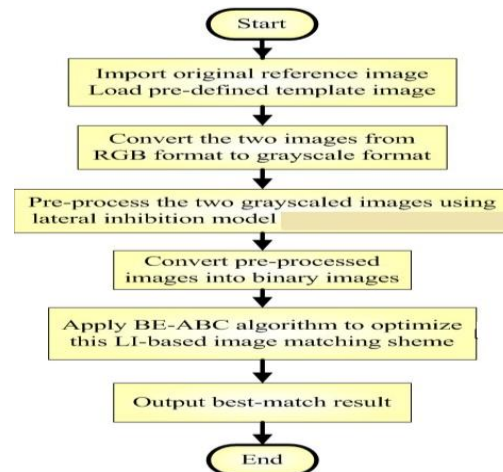 Start
Import original reference image
Load pre-defined template image
Convert the two images from
RGB format to grayscale format
Pre-process the two grayscaled images using
lateral inhibition model
Convert pre-processed
images into binary images
Apply BE-ABC algorithm to optimize
this LI-based image matching sheme
Output best-match result
End